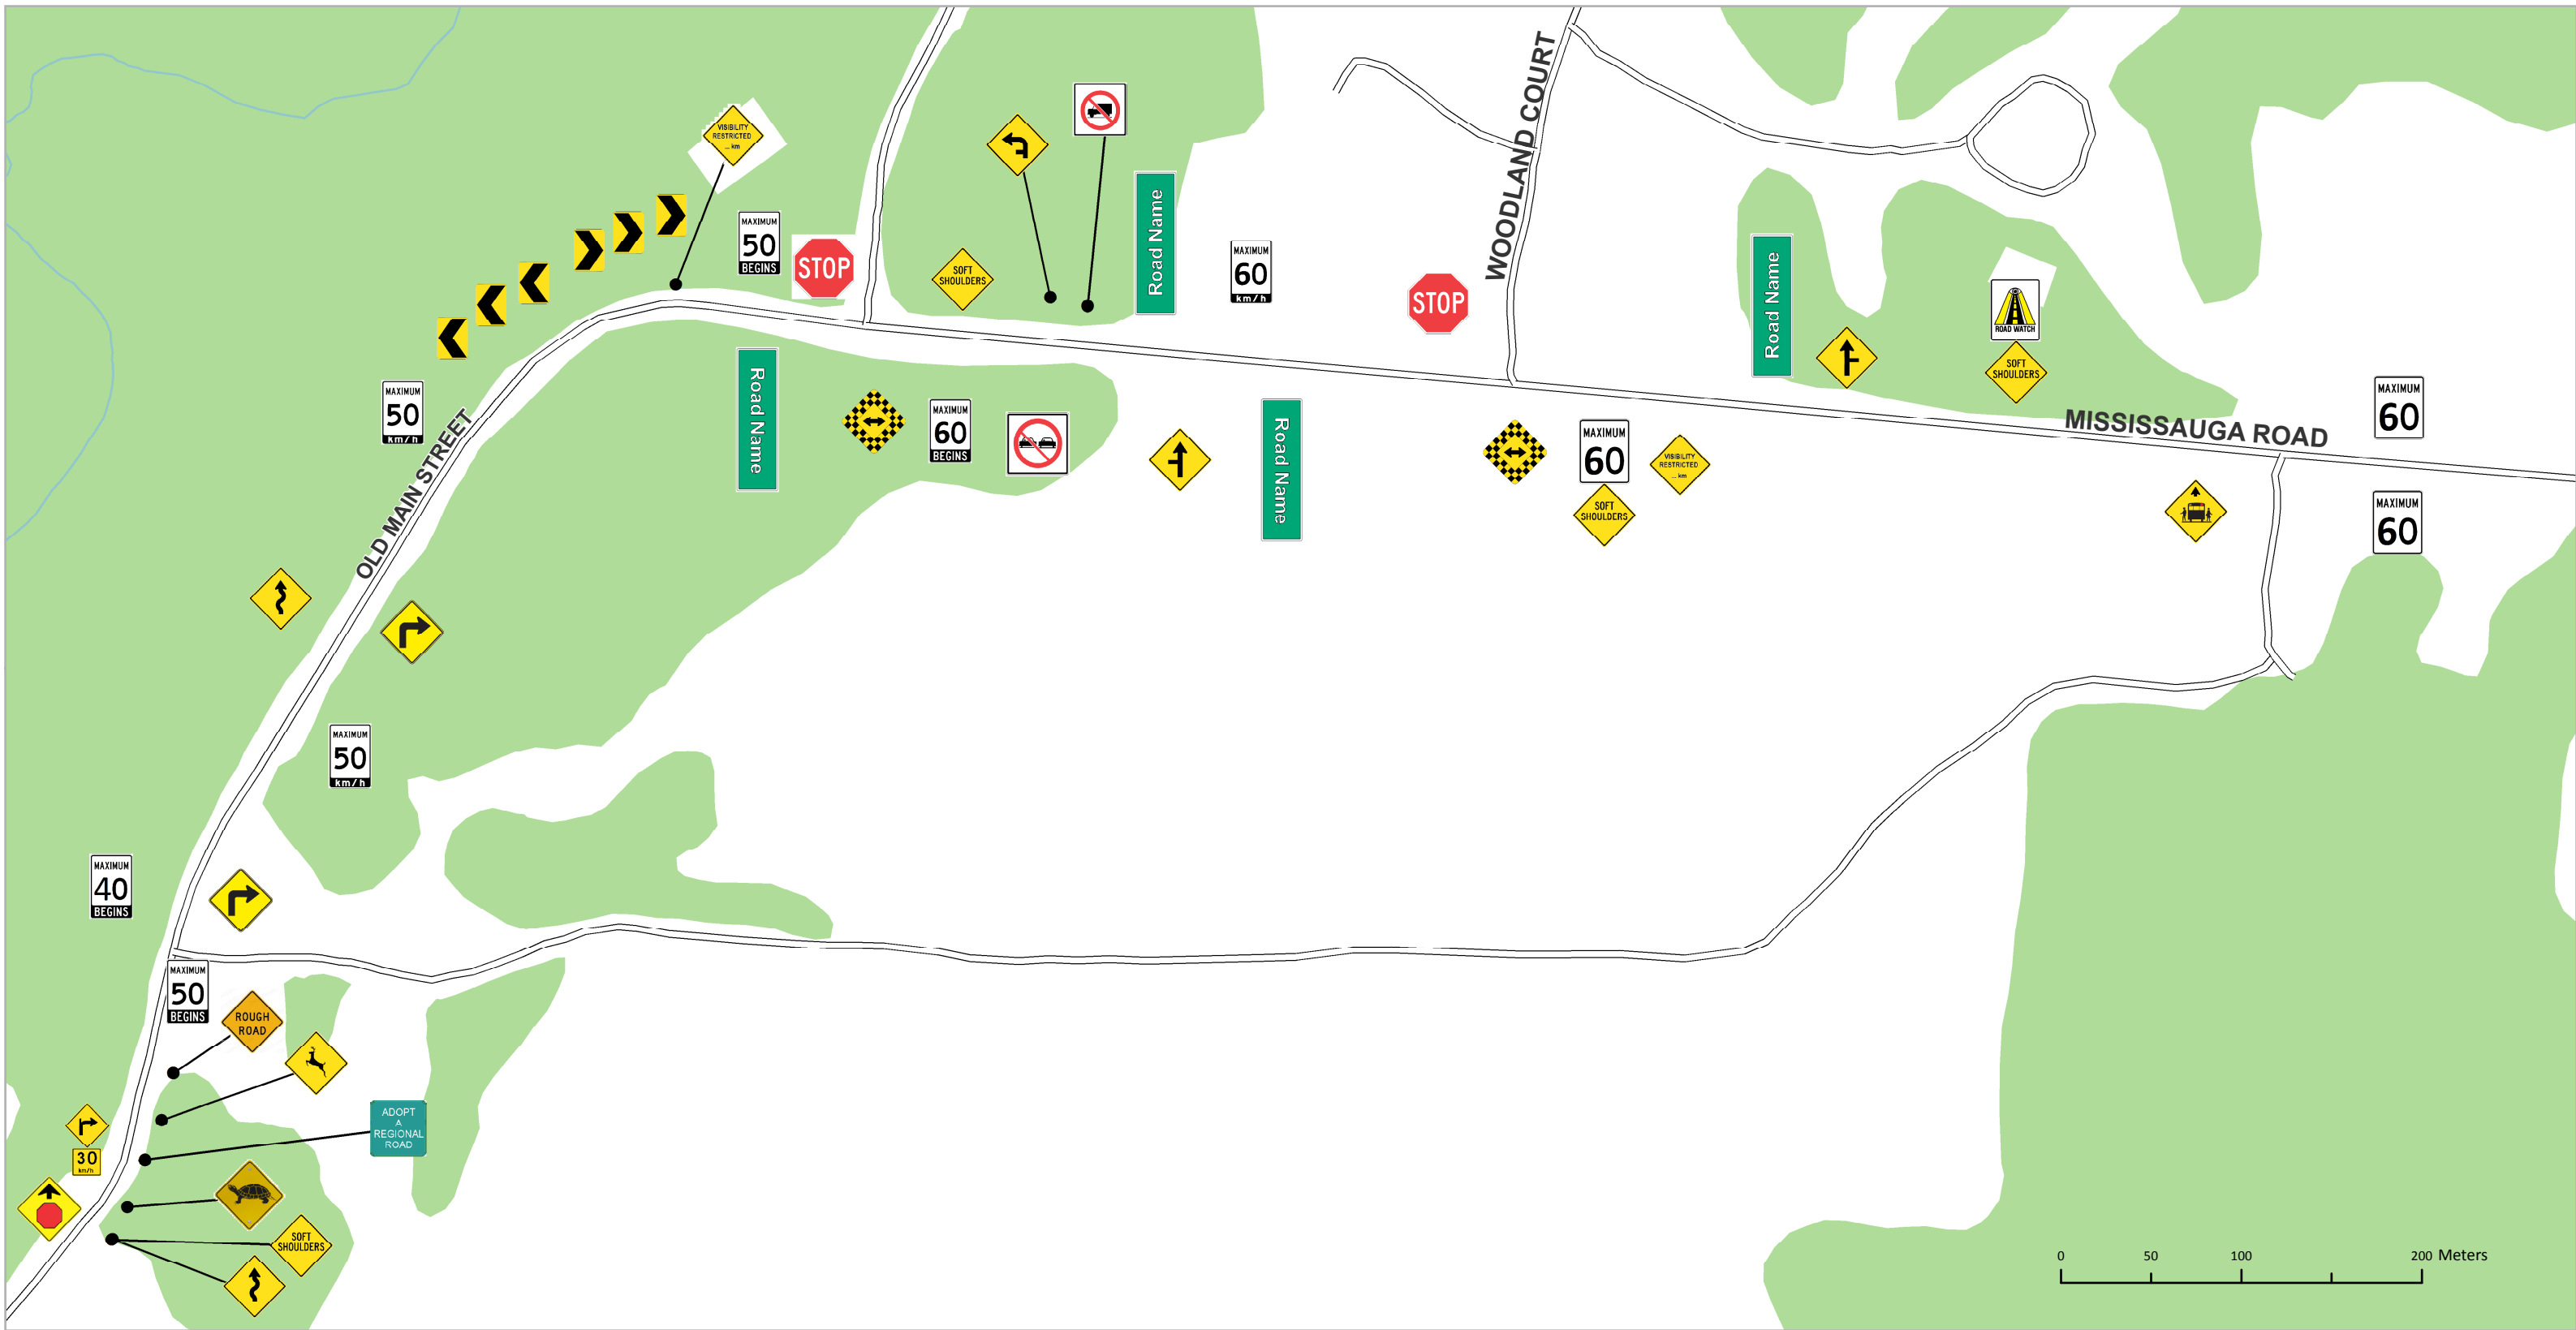 VISIBILITY
RESTRICTED
... km
MAXIMUM
50
BEGINS
STOP
SOFT
SHOULDERS
Road Name
MAXIMUM
60
km/h
WOODLAND COURT
STOP
Road Name
ROAD WATCH
SOFT
SHOULDERS
MAXIMUM
60
MISSISSAUGA ROAD
MAXIMUM
50
km/h
OLD MAIN STREET
Road Name
MAXIMUM
60
BEGINS
Road Name
MAXIMUM
60
SOFT
SHOULDERS
VISIBILITY
RESTRICTED
... km
MAXIMUM
60
MAXIMUM
50
km/h
MAXIMUM
40
BEGINS
MAXIMUM
50
BEGINS
ROUGH
ROAD
ADOPT
A
REGIONAL
ROAD
30
km/h
SOFT
SHOULDERS
0 50 100 200 Meters